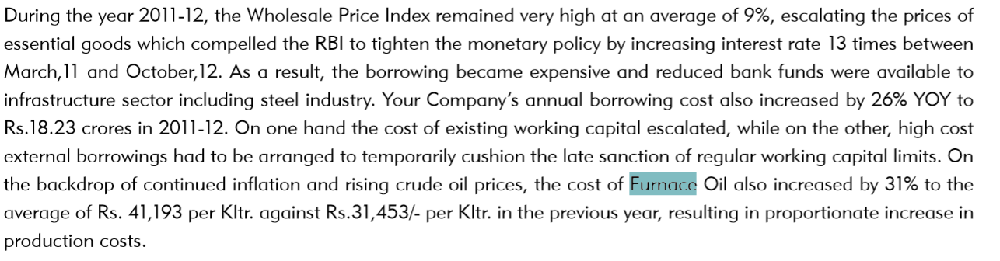 During the year 2011-12, the Wholesale Price Index remained very high at an average of 9%, escalating the prices of
essential goods which compelled the RBI to tighten the monetary policy by increasing interest rate 13 times between
March,11 and October,12. As a result, the borrowing became expensive and reduced bank funds were available to
infrastructure sector including steel industry. Your Company's annual borrowing cost also increased by 26% YOY to
Rs.18.23 crores in 2011-12. On one hand the cost of existing working capital escalated, while on the other, high cost
external borrowings had to be arranged to temporarily cushion the late sanction of regular working capital limits. On
the backdrop of continued inflation and rising crude oil prices, the cost of Furnace Oil also increased by 31% to the
average of Rs. 41,193 per Kltr. against Rs.31,453/- per Kltr. in the previous year, resulting in proportionate increase in
production costs.